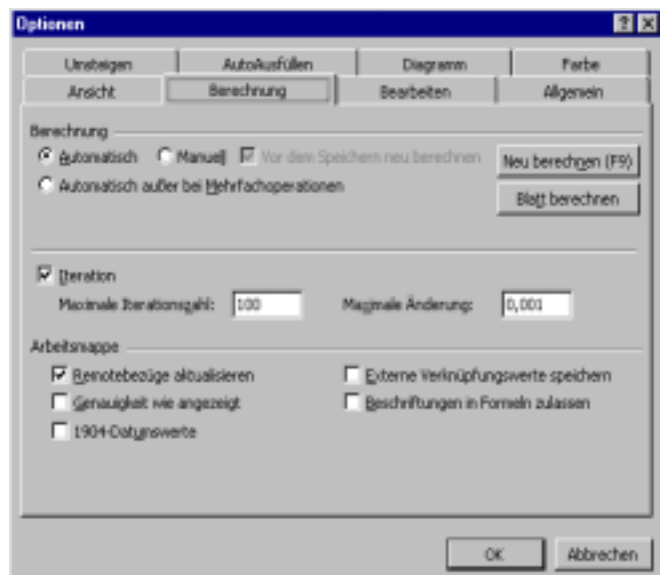 Optionen
Umsteigen AutoAusfüllen Diagramm Farbe
Ansicht Berechnung Bearbeiten Allgemein
Berechnung
Automatisch Manuell Vor dem Speichern neu berechnen Neu berechnen (F9)
Automatisch außer bei Mehrfachoperationen
Blatt berechnen
Iteration
Maximale Iterationszahl: 100 Maximale Änderung: 0,001
Arbeitsmappe
Remotebezüge aktualisieren Externe Verknüpfungswerte speichern
Genauigkeit wie angezeigt Beschriftungen in Formeln zulassen
1904-Datumswerte
OK Abbrechen